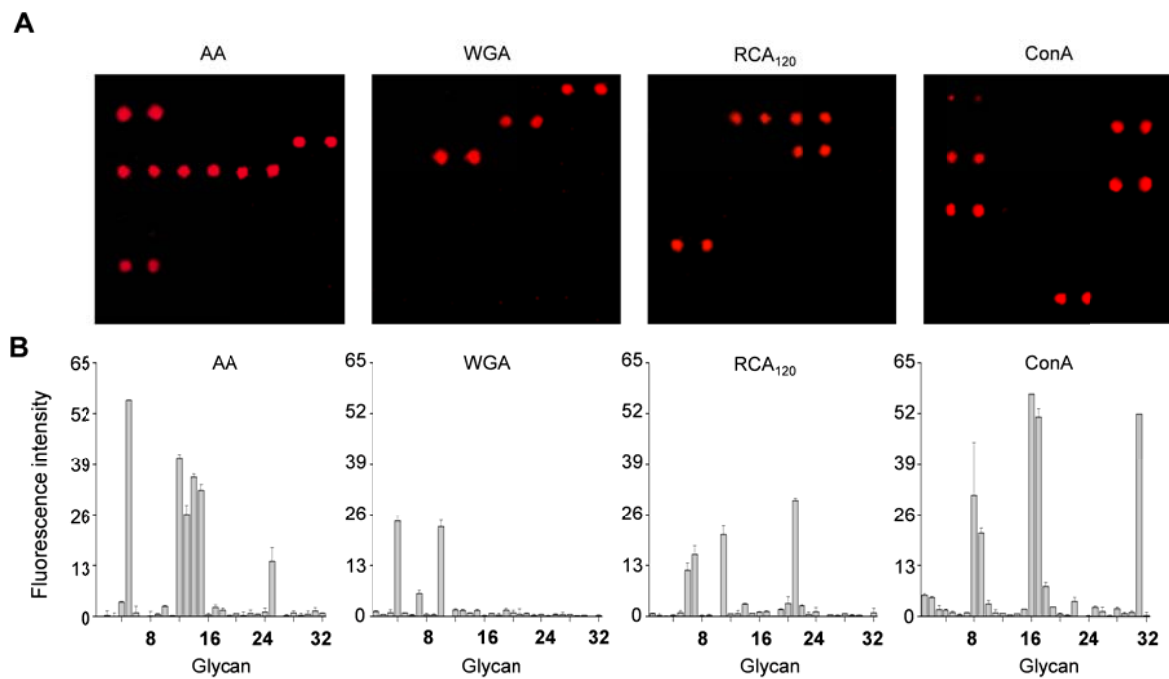 A
AA WGA RCA₁₂₀ ConA
B
AA WGA RCA₁₂₀ ConA
65 65 65 65
52 52 52 52
39 39 39 39
26 26 26 26
13 13 13 13
0 0 0 0
8 16 24 32 8 16 24 32 8 16 24 32 8 16 24 32
Fluorescence intensity
Glycan Glycan Glycan Glycan